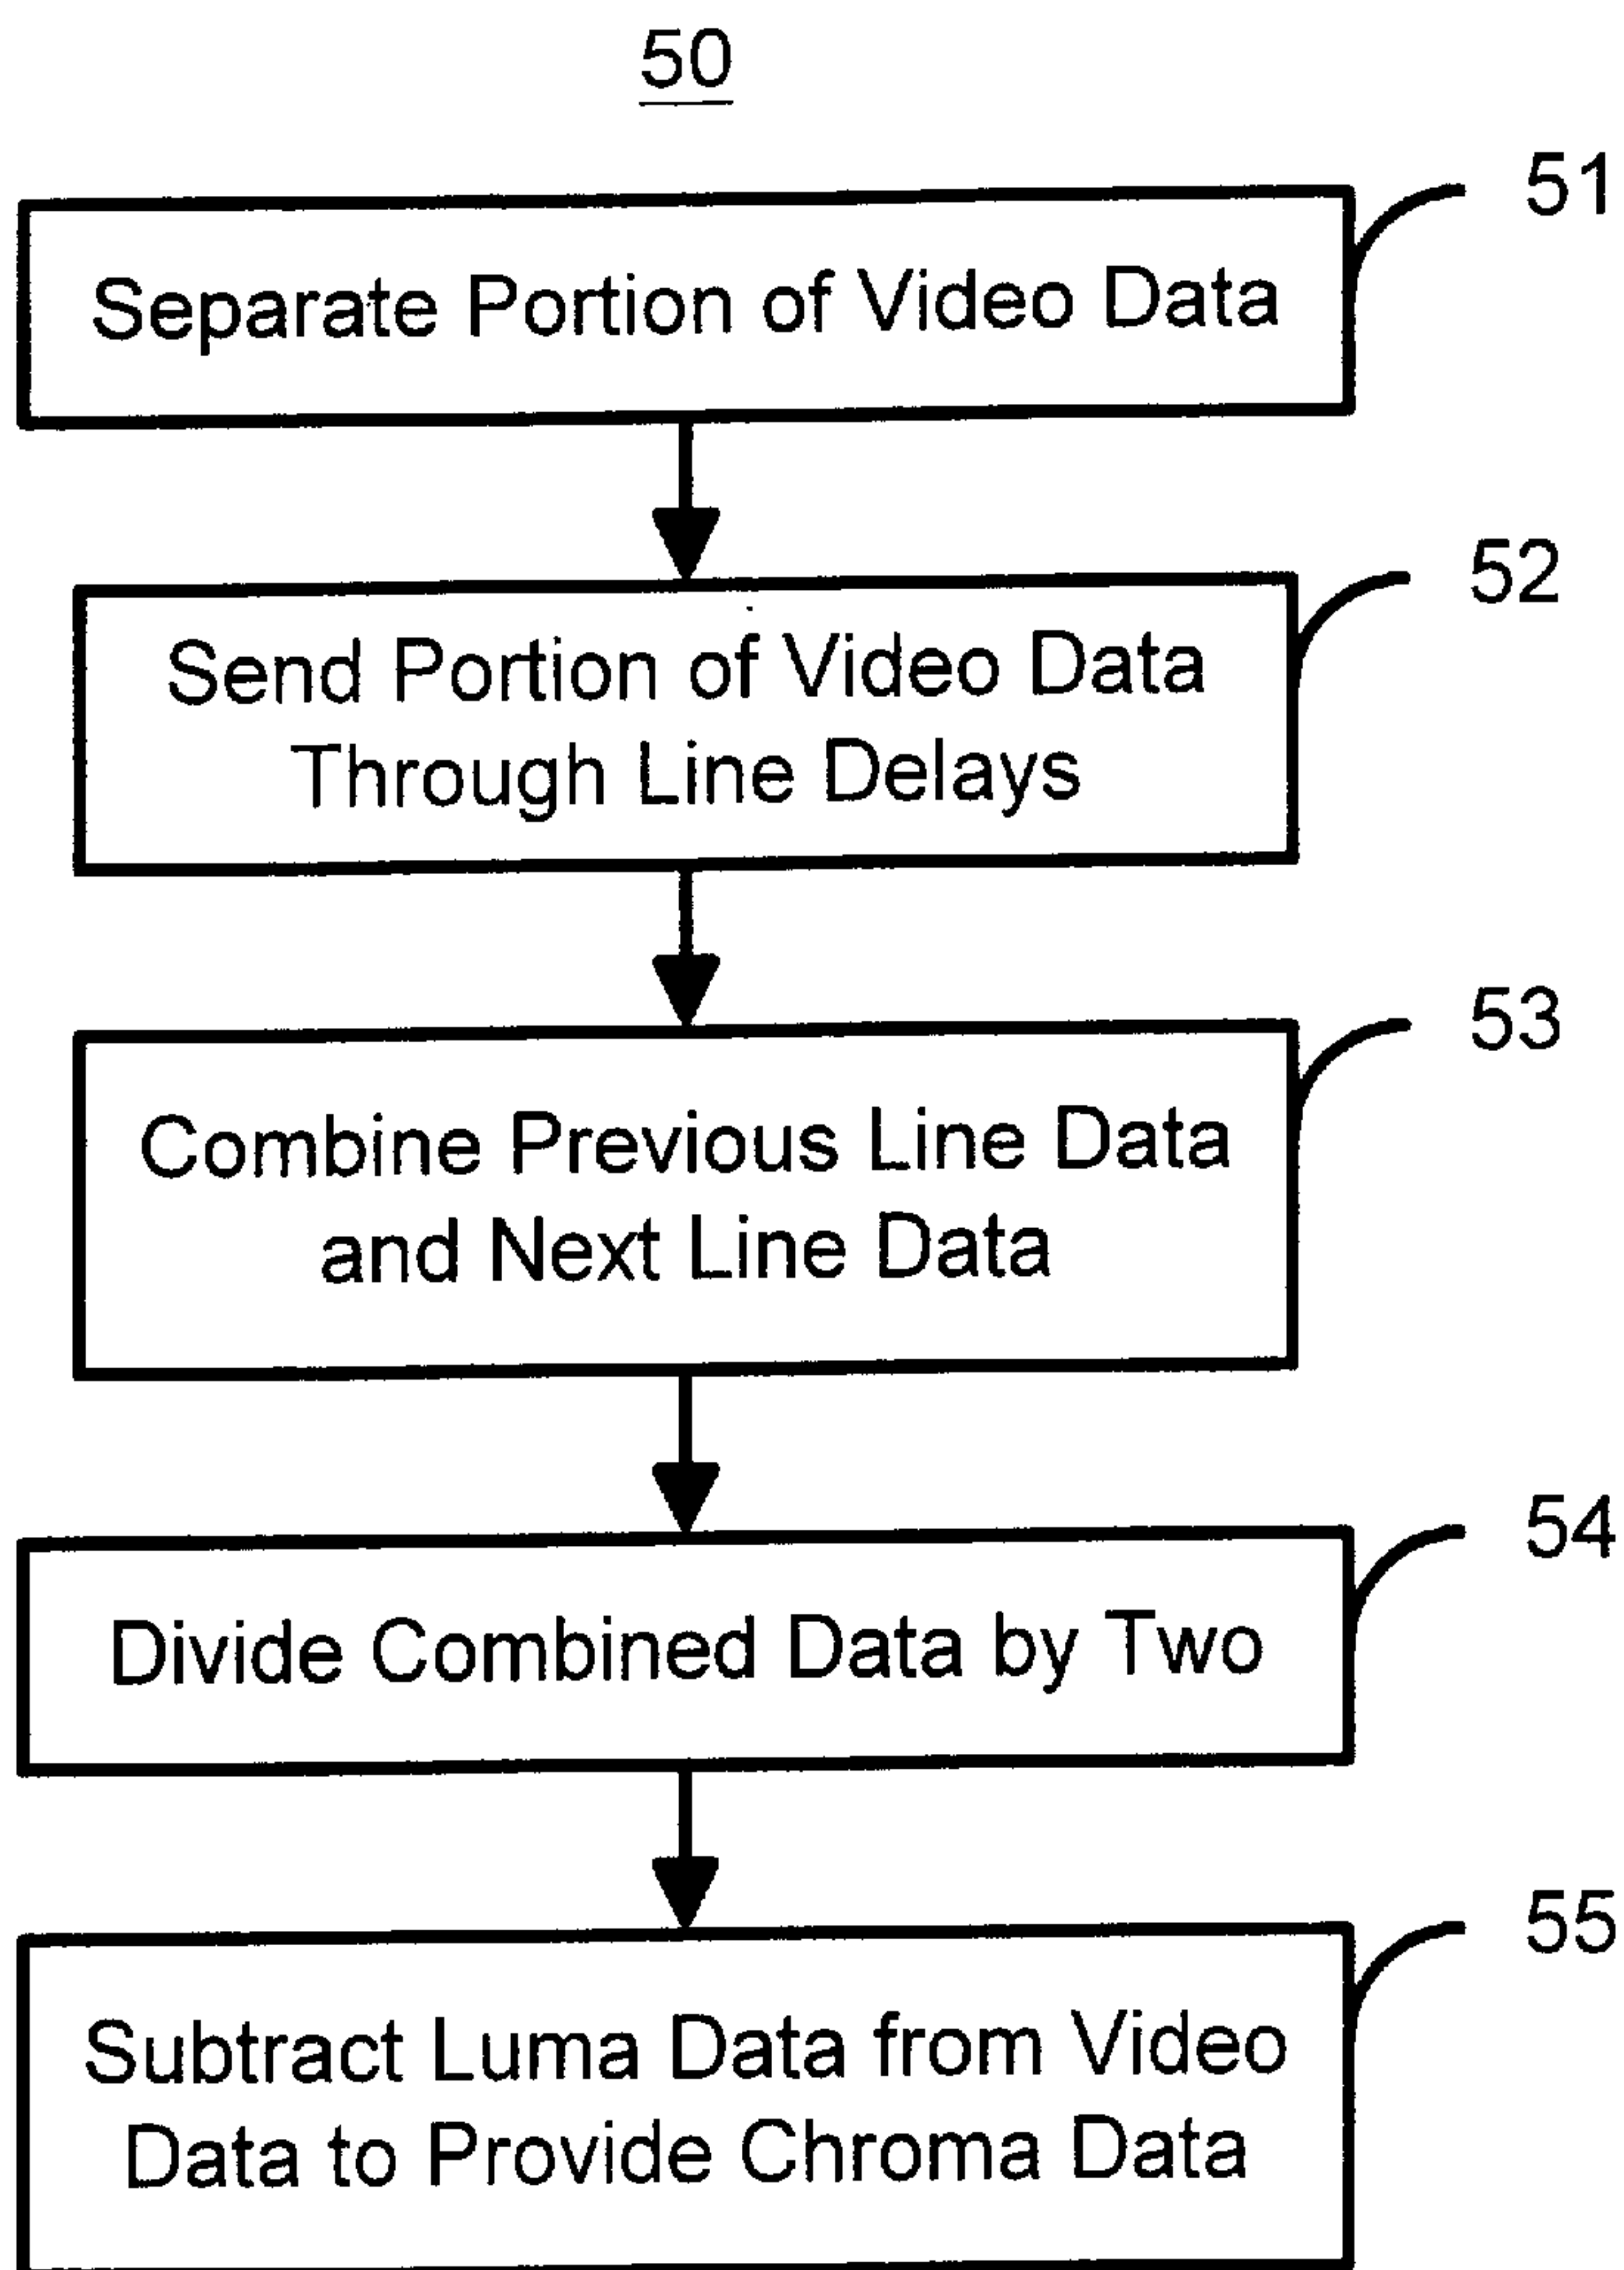 50
51
Separate Portion of Video Data
52
Send Portion of Video Data
Through Line Delays
53
Combine Previous Line Data
and Next Line Data
54
Divide Combined Data by Two
55
Subtract Luma Data from Video
Data to Provide Chroma Data